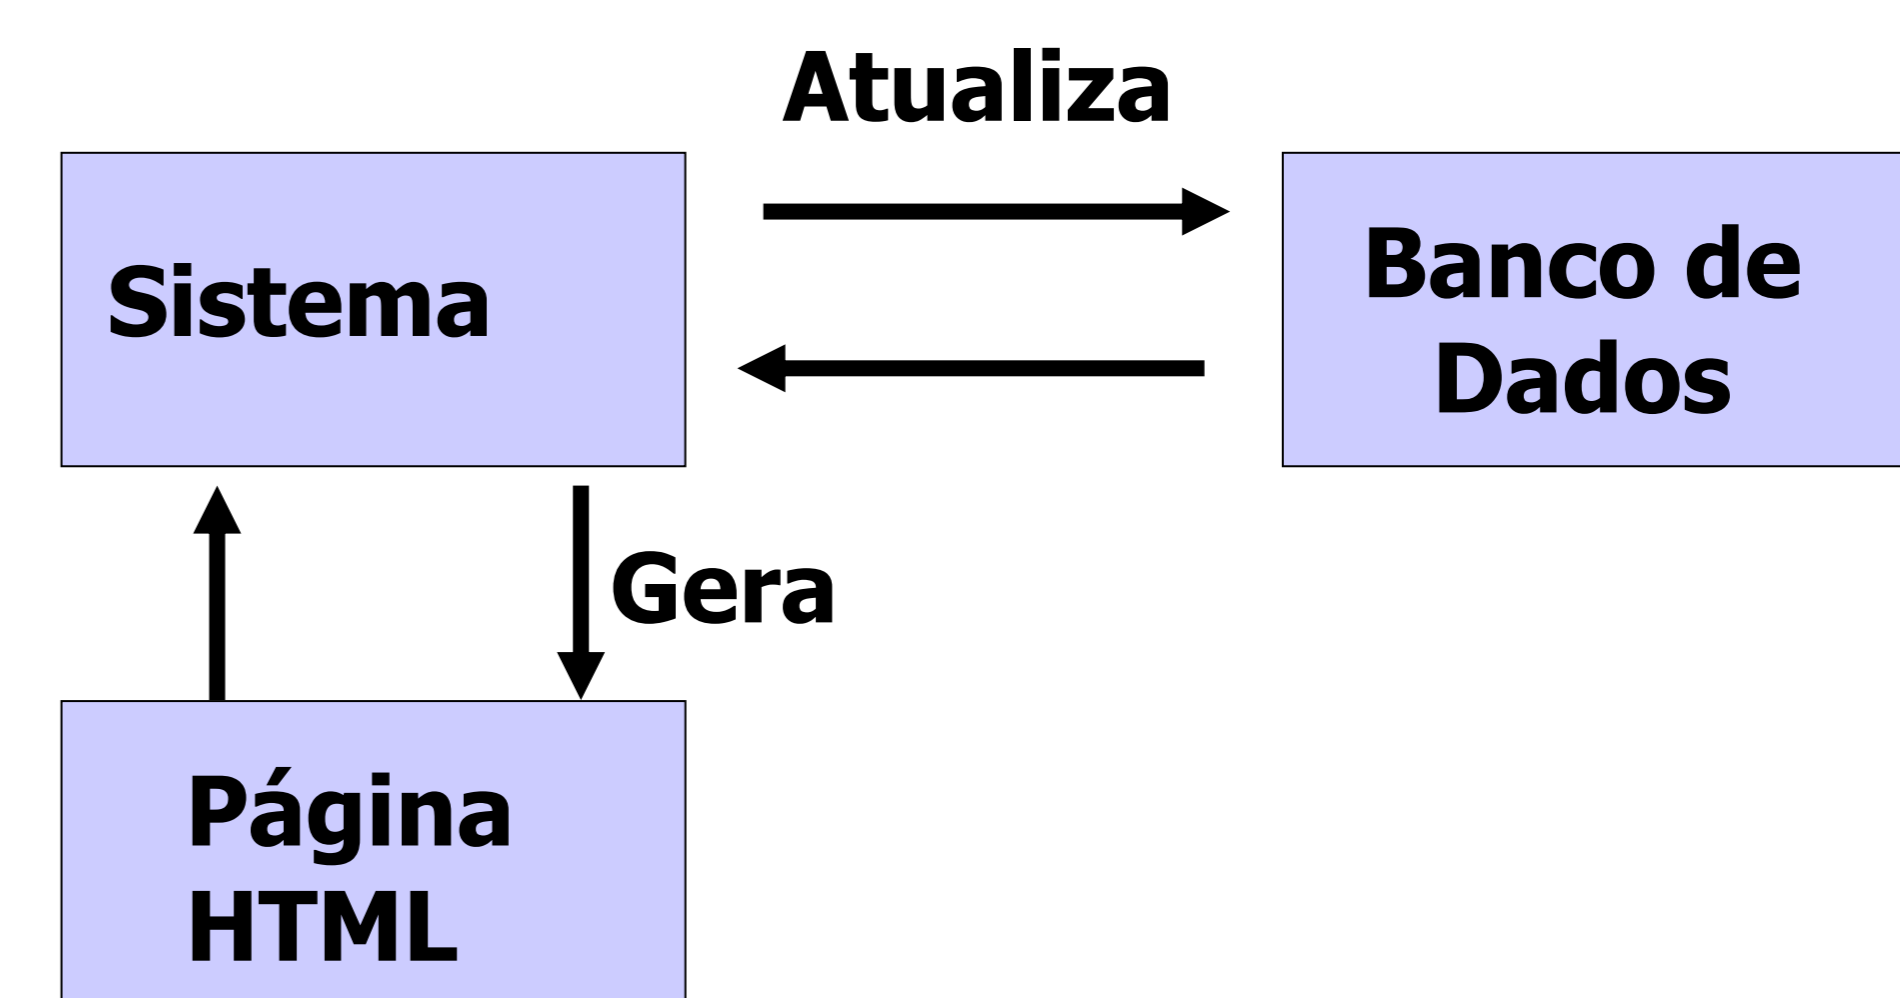 Atualiza
Sistema
Banco de
Dados
Gera
Página
HTML